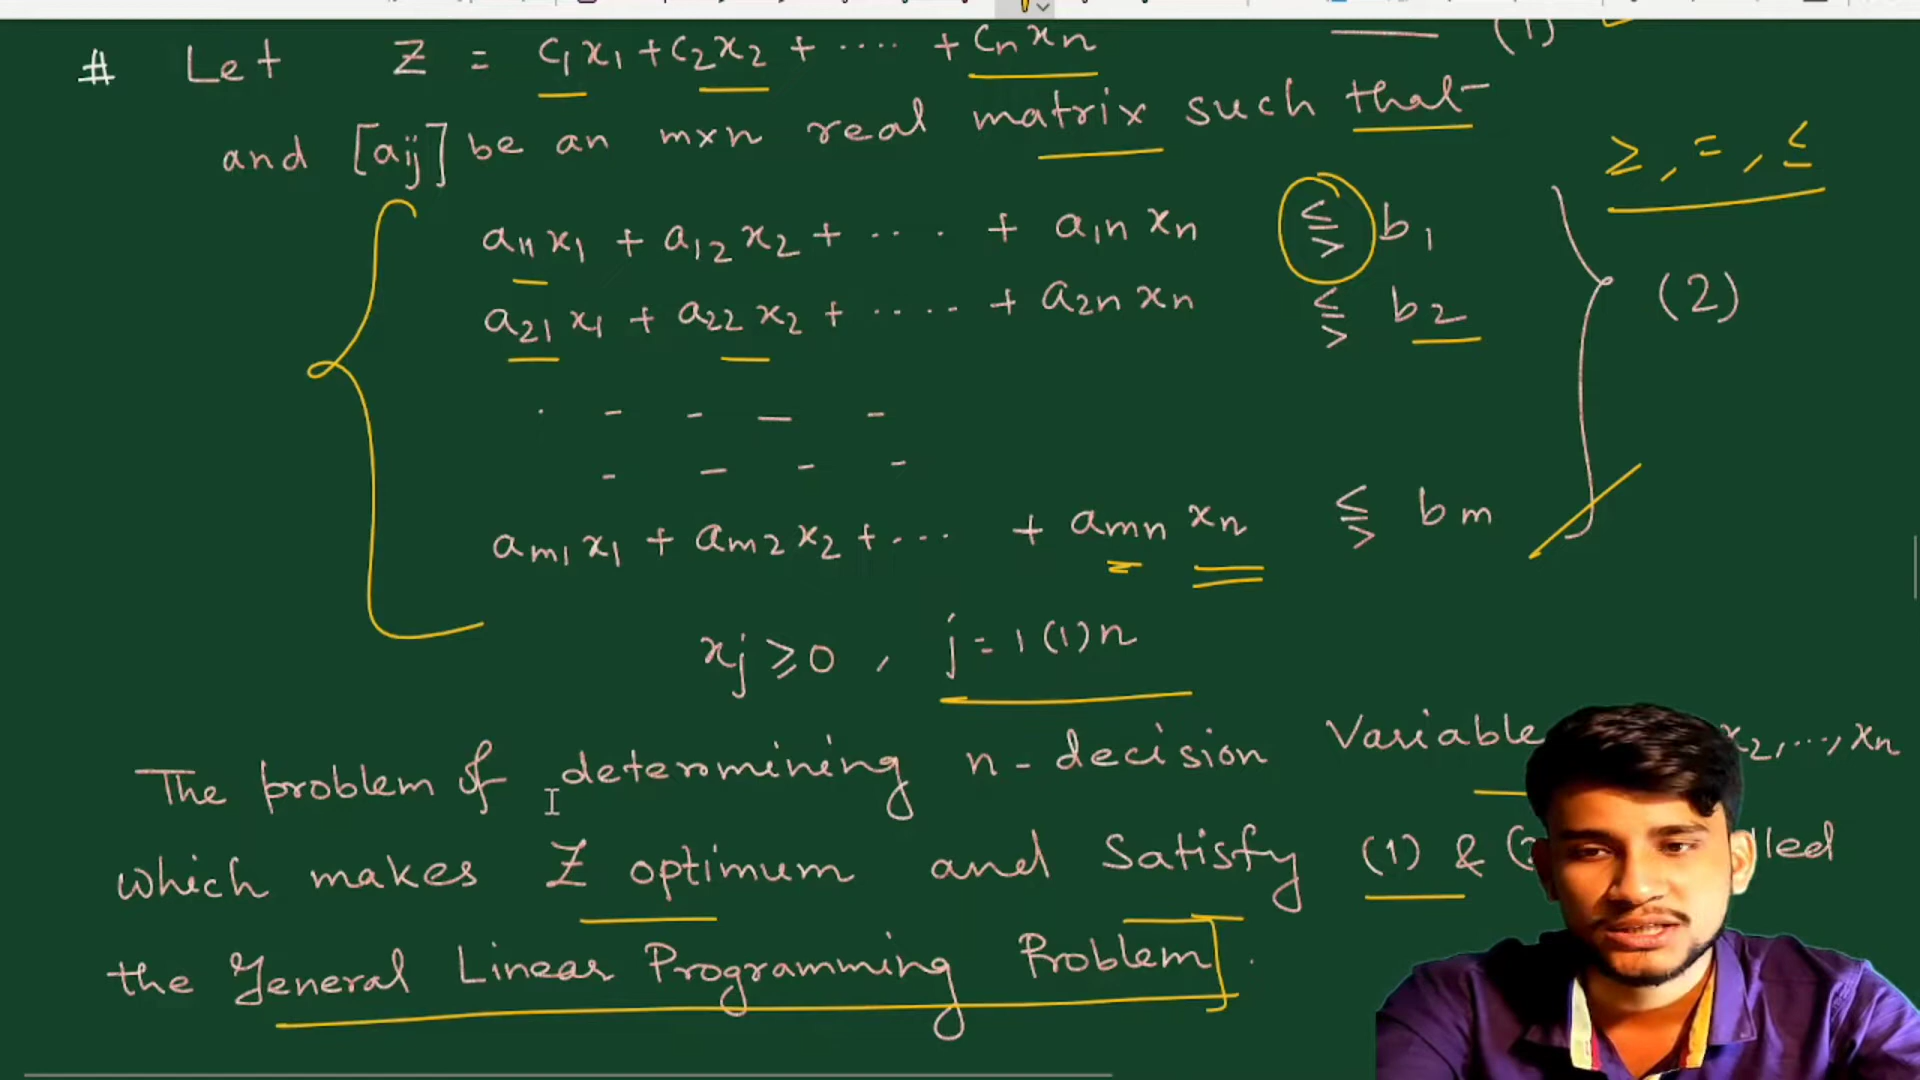 # Let Z = c₁x₁ + c₂x₂ + ···· + cₙxₙ —— (1)
and [aij] be an m×n real matrix such that
≥, =, ≤
a₁₁x₁ + a₁₂x₂ + ···· + a₁ₙxₙ ≤ = > b₁
a₂₁x₁ + a₂₂x₂ + ····· + a₂ₙxₙ ≤ = > b₂ (2)
· - - — -
- — - -
aₘ₁x₁ + aₘ₂x₂ + ··· + aₘₙxₙ ≤ = > bₘ
xj ≥ 0, j = 1(1)n
The problem of determining n-decision Variable x₂,···,xₙ
which makes Z optimum and Satisfy (1) & (2
the General Linear Programming Problem.